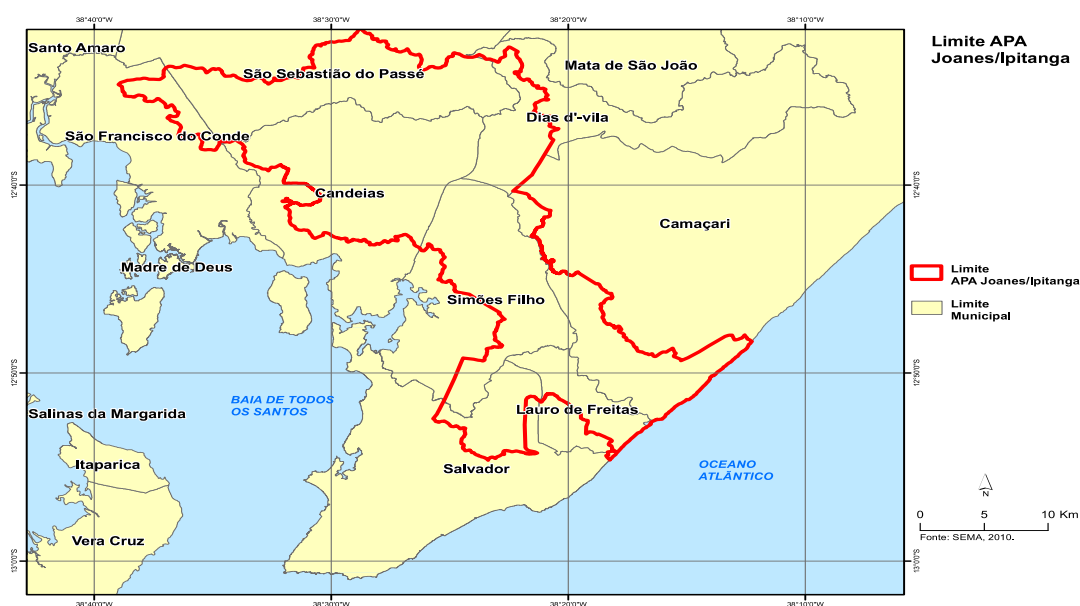 38°40'0"W
38°30'0"W
38°20'0"W
38°10'0"W
Limite APA
Joanes/Ipitanga
Santo Amaro
São Sebastião do Passé
Mata de São João
Dias d'-vila
São Francisco do Conde
12°40'0"S
12°40'0"S
Candeias
Camaçari
Madre de Deus
Limite
APA Joanes/Ipitanga
Simões Filho
Limite
Municipal
12°50'0"S
12°50'0"S
BAIA DE TODOS
OS SANTOS
Lauro de Freitas
Salinas da Margarida
Itaparica
Salvador
OCEANO
ATLÂNTICO
N
0 5 10 Km
Fonte: SEMA, 2010.
Vera Cruz
13°0'0"S
13°0'0"S
38°40'0"W
38°30'0"W
38°20'0"W
38°10'0"W